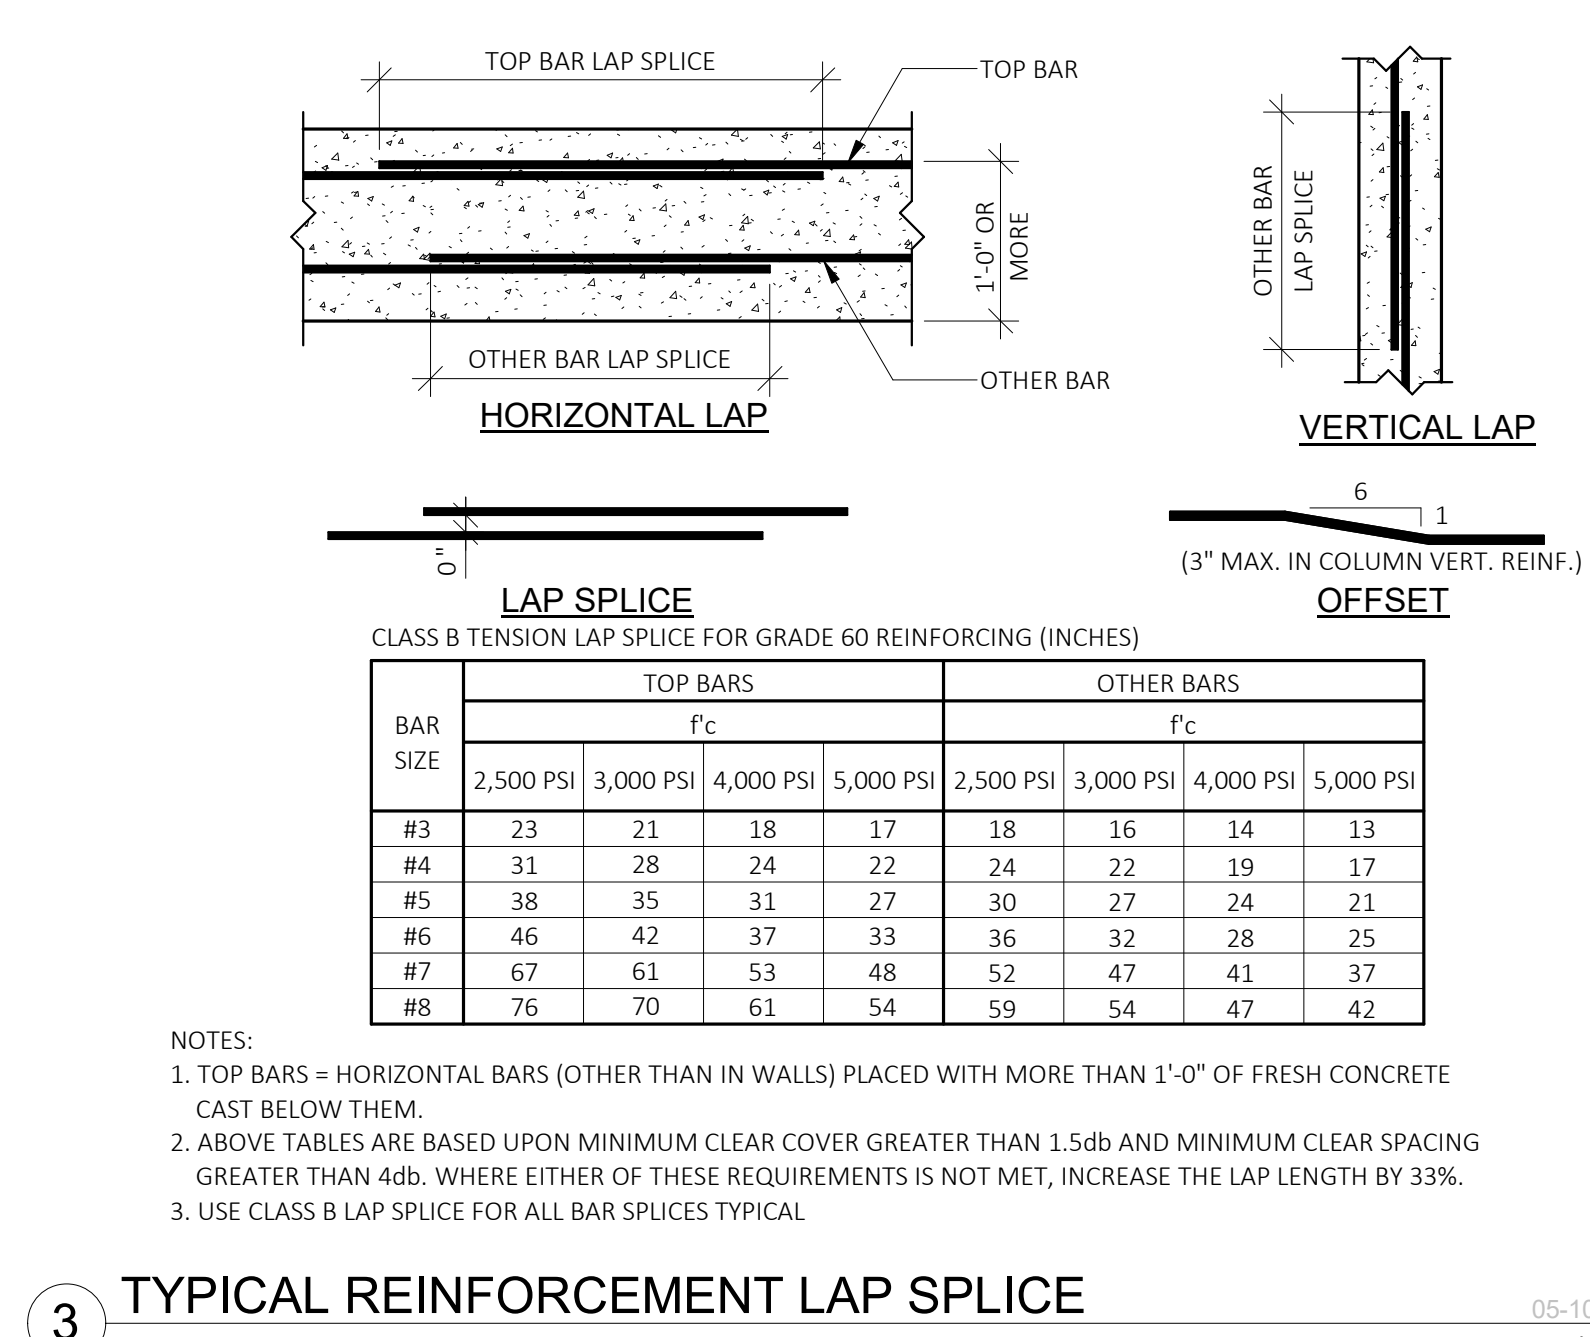 TOP BAR LAP SPLICE
TOP BAR
1'-0" OR
MORE
OTHER BAR LAP SPLICE
OTHER BAR
HORIZONTAL LAP
OTHER BAR
LAP SPLICE
VERTICAL LAP
0"
LAP SPLICE
6
1
(3" MAX. IN COLUMN VERT. REINF.)
OFFSET
CLASS B TENSION LAP SPLICE FOR GRADE 60 REINFORCING (INCHES)
BAR
SIZE
TOP BARS OTHER BARS
f'c f'c
2,500 PSI 3,000 PSI 4,000 PSI 5,000 PSI 2,500 PSI 3,000 PSI 4,000 PSI 5,000 PSI
#3 23 21 18 17 18 16 14 13
#4 31 28 24 22 24 22 19 17
#5 38 35 31 27 30 27 24 21
#6 46 42 37 33 36 32 28 25
#7 67 61 53 48 52 47 41 37
#8 76 70 61 54 59 54 47 42
NOTES:
1. TOP BARS = HORIZONTAL BARS (OTHER THAN IN WALLS) PLACED WITH MORE THAN 1'-0" OF FRESH CONCRETE
CAST BELOW THEM.
2. ABOVE TABLES ARE BASED UPON MINIMUM CLEAR COVER GREATER THAN 1.5db AND MINIMUM CLEAR SPACING
GREATER THAN 4db. WHERE EITHER OF THESE REQUIREMENTS IS NOT MET, INCREASE THE LAP LENGTH BY 33%.
3. USE CLASS B LAP SPLICE FOR ALL BAR SPLICES TYPICAL
3 TYPICAL REINFORCEMENT LAP SPLICE